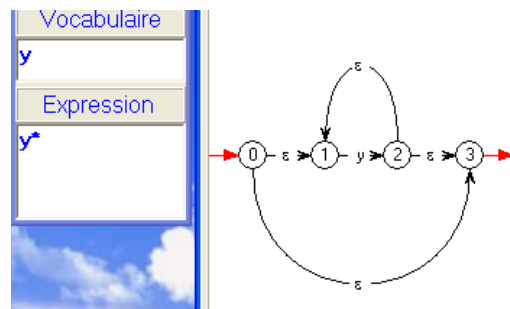 Vocabulaire
y
Expression
y*
ε
0 ε 1 y 2 ε 3
ε